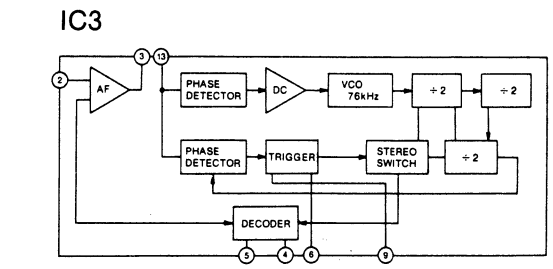 IC3
3 13
2
AF
PHASE DETECTOR
DC
VCO 76kHz
÷2
÷2
PHASE DETECTOR
TRIGGER
STEREO SWITCH
÷2
DECODER
5 4 6 9